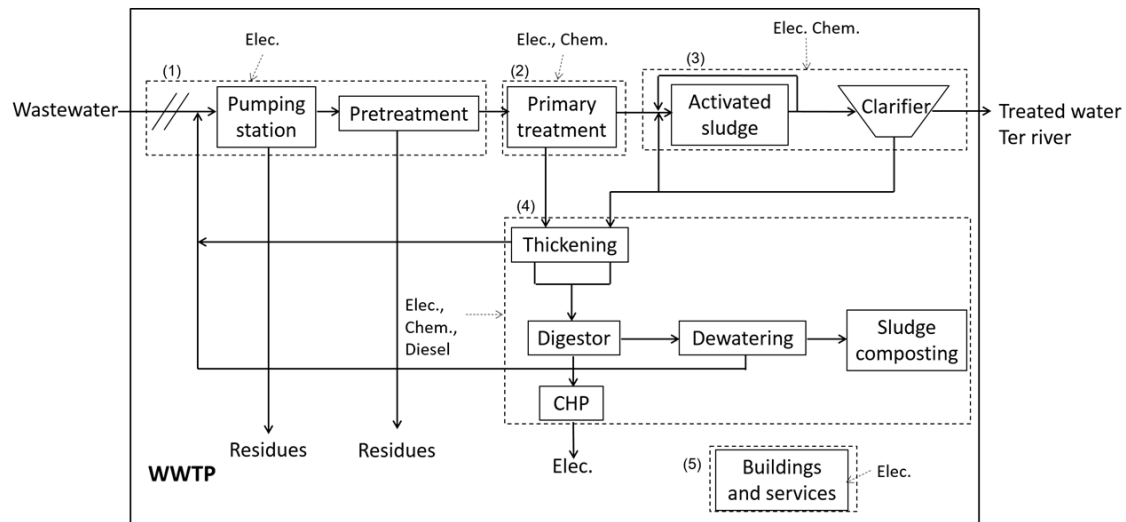 Elec.
Elec., Chem.
Elec. Chem.
(1)
(2)
(3)
Wastewater
Pumping
station
Pretreatment
Primary
treatment
Activated
sludge
Clarifier
Treated water
Ter river
(4)
Thickening
Elec.,
Chem.,
Diesel
Digestor
Dewatering
Sludge
composting
CHP
Residues
Residues
Elec.
WWTP
(5)
Buildings
and services
Elec.